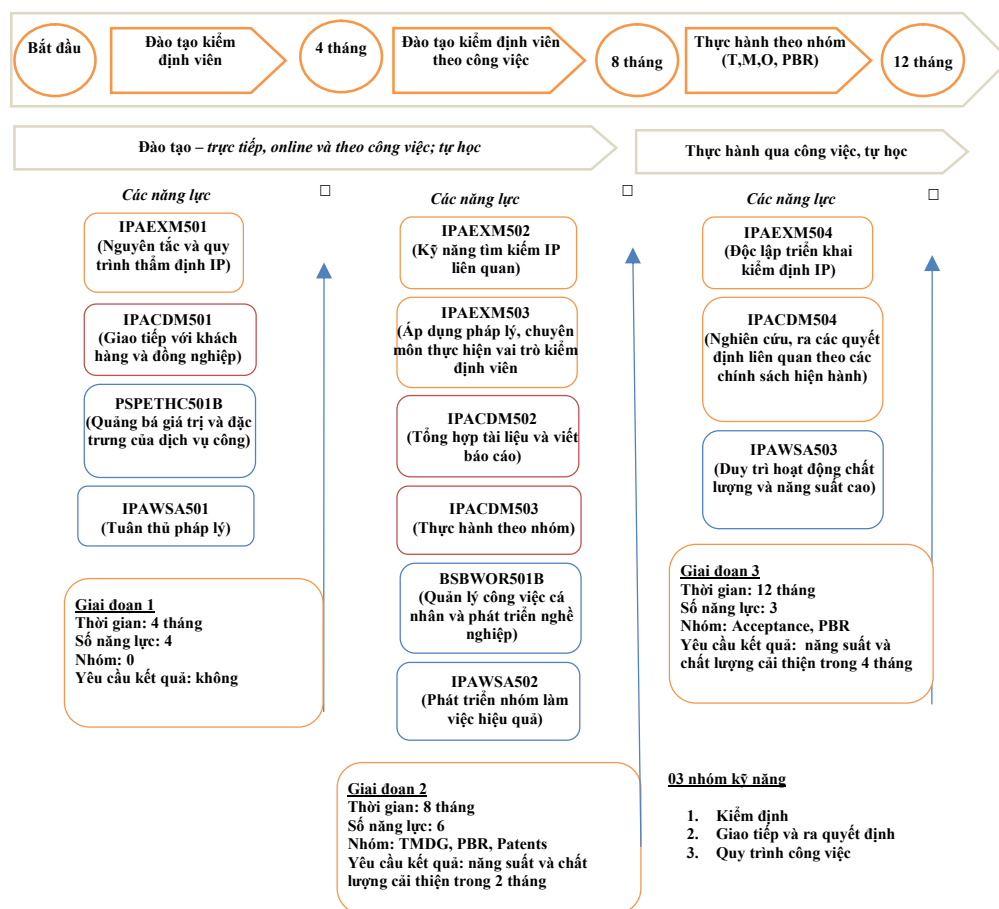 Bắt đầu
Đào tạo kiểm
định viên
4 tháng
Đào tạo kiểm định viên
theo công việc
8 tháng
Thực hành theo nhóm
(T,M,O, PBR)
12 tháng
Đào tạo – trực tiếp, online và theo công việc; tự học
Thực hành qua công việc, tự học
Các năng lực
IPAEXM501
(Nguyên tắc và quy
trình thẩm định IP)
IPACDM501
(Giao tiếp với khách
hàng và đồng nghiệp)
PSPETHC501B
(Quảng bá giá trị và đặc
trưng của dịch vụ công)
IPAWSA501
(Tuân thủ pháp lý)
Giai đoạn 1
Thời gian: 4 tháng
Số năng lực: 4
Nhóm: 0
Yêu cầu kết quả: không
Các năng lực
IPAEXM502
(Kỹ năng tìm kiếm IP
liên quan)
IPAEXM503
(Áp dụng pháp lý, chuyên
môn thực hiện vai trò kiểm
định viên
IPACDM502
(Tổng hợp tài liệu và viết
báo cáo)
IPACDM503
(Thực hành theo nhóm)
BSBWOR501B
(Quản lý công việc cá
nhân và phát triển nghề
nghiệp)
IPAWSA502
(Phát triển nhóm làm
việc hiệu quả)
Giai đoạn 2
Thời gian: 8 tháng
Số năng lực: 6
Nhóm: TMDG, PBR, Patents
Yêu cầu kết quả: năng suất và chất
lượng cải thiện trong 2 tháng
Các năng lực
IPAEXM504
(Độc lập triển khai
kiểm định IP)
IPACDM504
(Nghiên cứu, ra các quyết
định liên quan theo các
chính sách hiện hành)
IPAWSA503
(Duy trì hoạt động chất
lượng và năng suất cao)
Giai đoạn 3
Thời gian: 12 tháng
Số năng lực: 3
Nhóm: Acceptance, PBR
Yêu cầu kết quả: năng suất và
chất lượng cải thiện trong 4 tháng
03 nhóm kỹ năng
1. Kiểm định
2. Giao tiếp và ra quyết định
3. Quy trình công việc